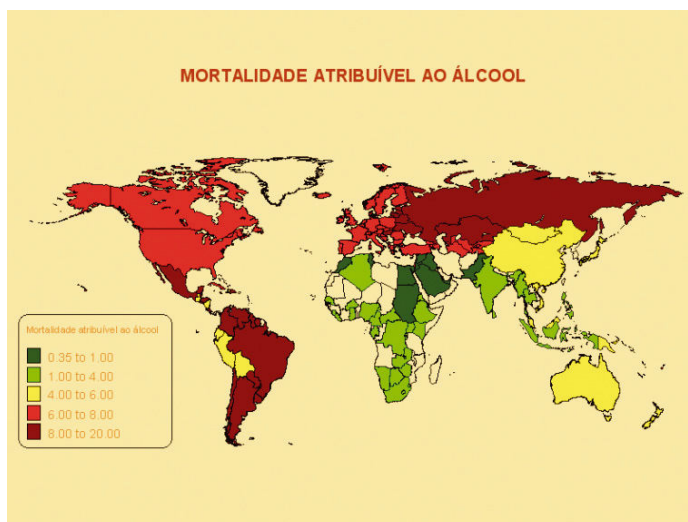 MORTALIDADE ATRIBUÍVEL AO ÁLCOOL
Mortalidade atribuível ao álcool
0.35 to 1.00
1.00 to 4.00
4.00 to 6.00
6.00 to 8.00
8.00 to 20.00